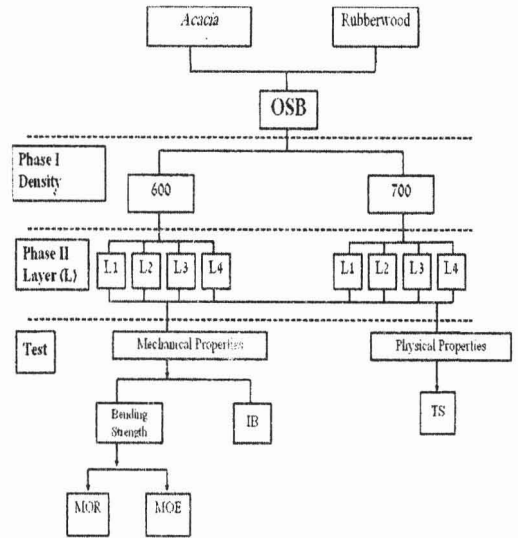 Acacia
Rubberwood
OSB
Phase I
Density
600
700
Phase II
Layer (L)
L1
L2
L3
L4
L1
L2
L3
L4
Test
Mechanical Properties
Physical Properties
Bending
Strength
IB
TS
MOR
MOE